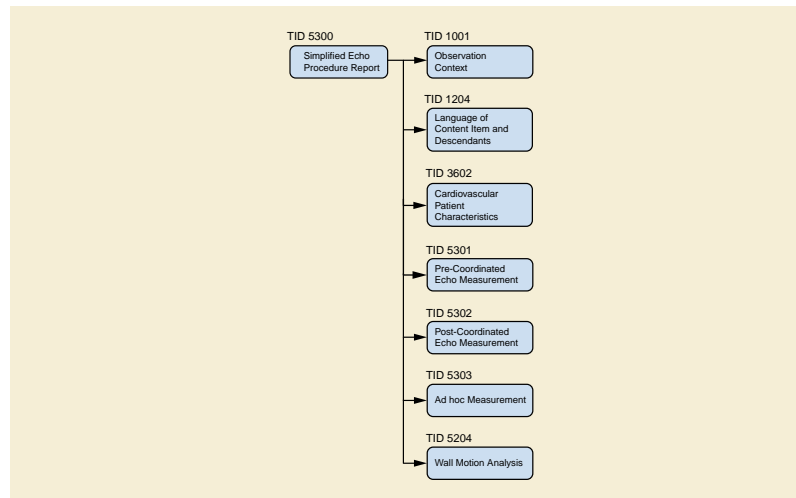 TID 5300
Simplified Echo
Procedure Report
TID 1001
Observation
Context
TID 1204
Language of
Content Item and
Descendants
TID 3602
Cardiovascular
Patient
Characteristics
TID 5301
Pre-Coordinated
Echo Measurement
TID 5302
Post-Coordinated
Echo Measurement
TID 5303
Ad hoc Measurement
TID 5204
Wall Motion Analysis